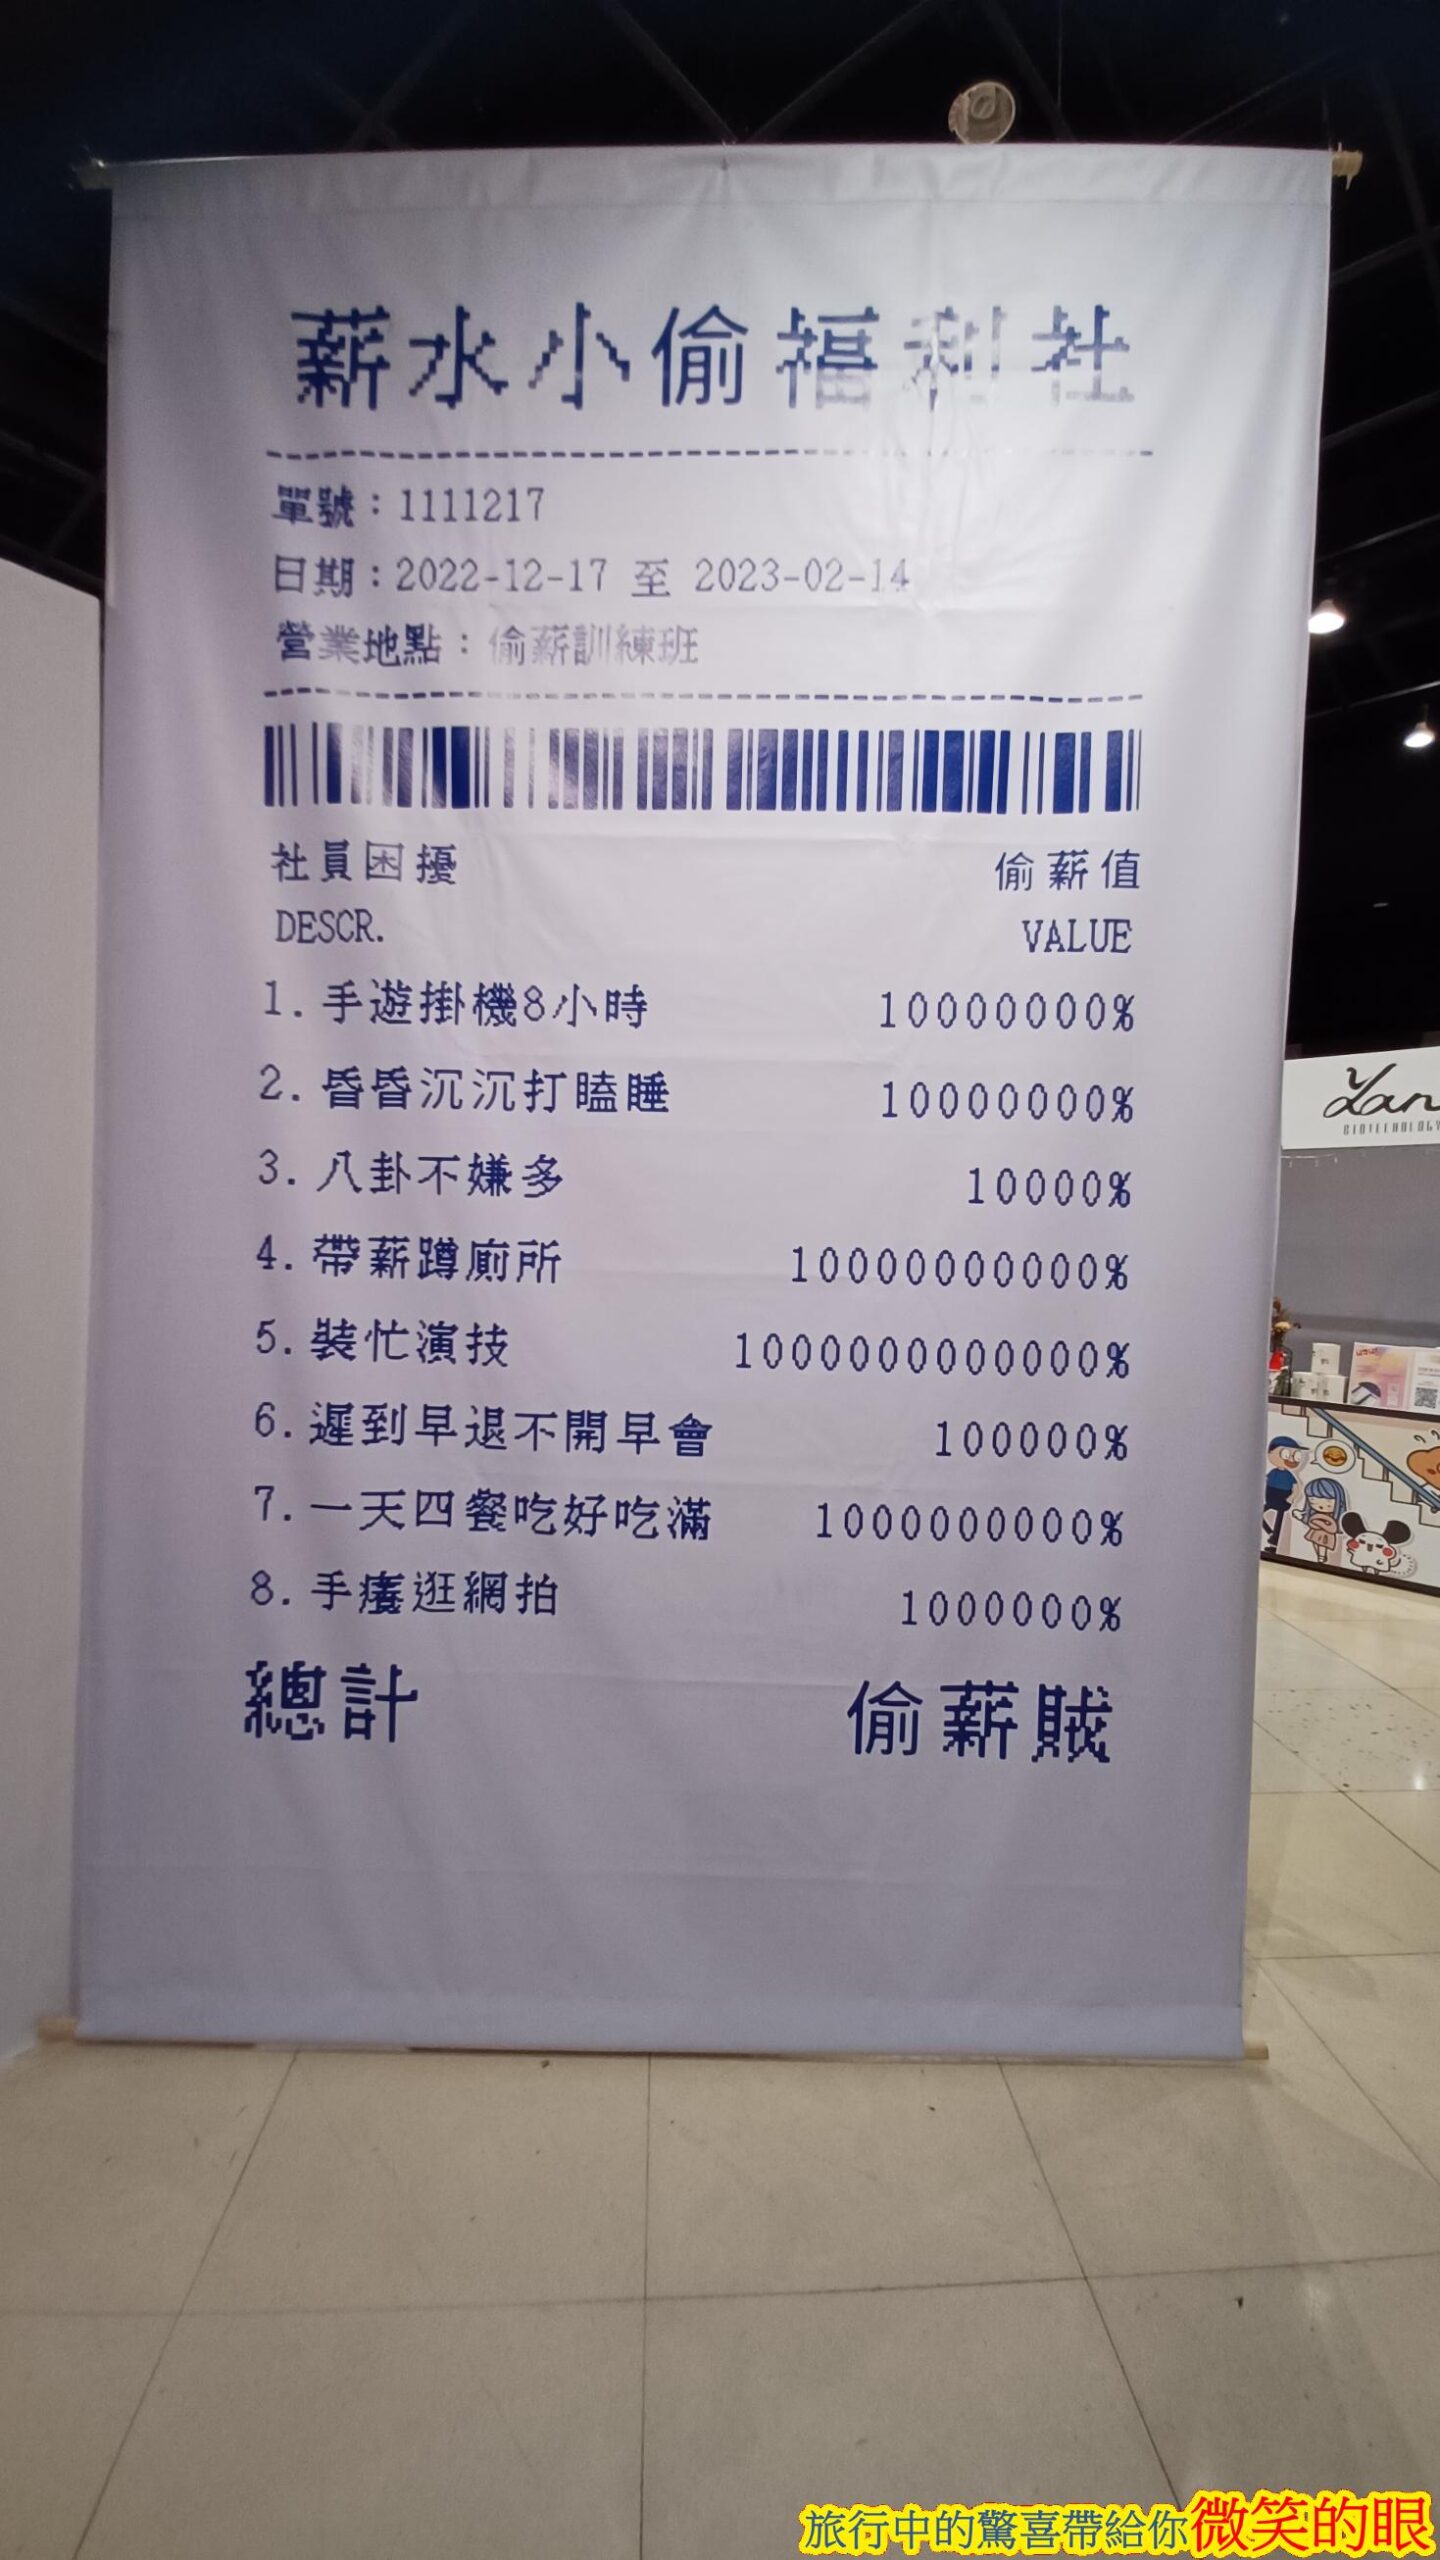 薪水小偷福利社
單號：1111217
日期：2022-12-17 至 2023-02-14
營業地點：偷薪訓練班
社員困擾 偷薪值
DESCR. VALUE
1.手遊掛機8小時 10000000%
2.昏昏沉沉打瞌睡 10000000%
3.八卦不嫌多 10000%
4.帶薪蹲廁所 10000000000%
5.裝忙演技 1000000000000%
6.遲到早退不開早會 100000%
7.一天四餐吃好吃滿 1000000000%
8.手癢逛網拍 1000000%
總計 偷薪賊
Yan
BIOTECHNOLOGY
旅行中的驚喜帶給你微笑的眼